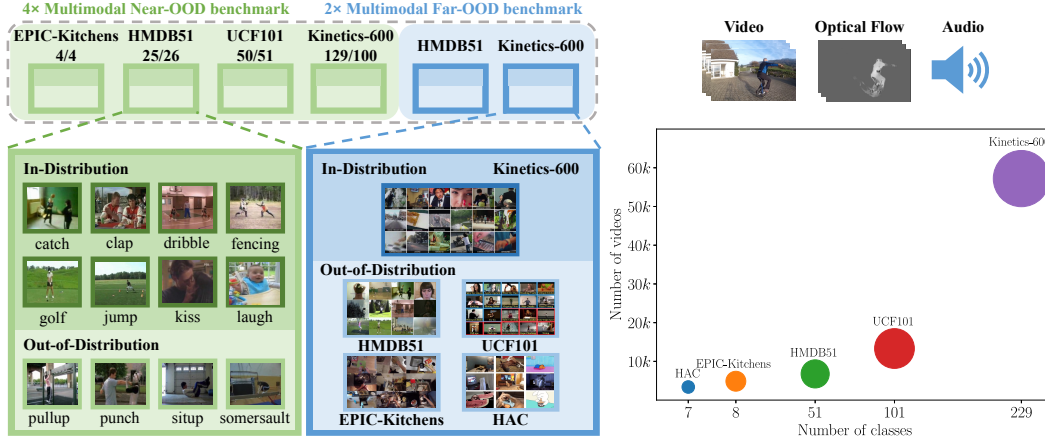 4× Multimodal Near-OOD benchmark
2× Multimodal Far-OOD benchmark
EPIC-Kitchens
4/4
HMDB51
25/26
UCF101
50/51
Kinetics-600
129/100
HMDB51
Kinetics-600
In-Distribution
catch
clap
dribble
fencing
golf
jump
kiss
laugh
Out-of-Distribution
pullup
punch
situp
somersault
In-Distribution
Kinetics-600
Out-of-Distribution
HMDB51
UCF101
EPIC-Kitchens
HAC
Video
Optical Flow
Audio
Number of videos
60k
50k
40k
30k
20k
10k
Kinetics-600
UCF101
HMDB51
EPIC-Kitchens
HAC
7
8
51
101
229
Number of classes